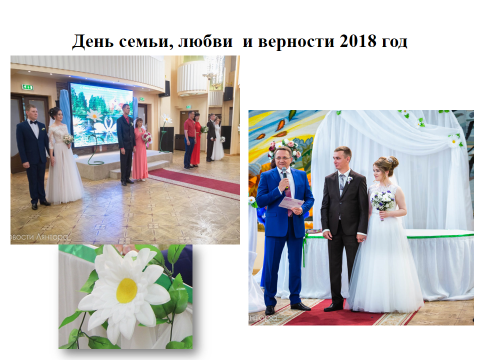 День семьи, любви и верности 2018 год